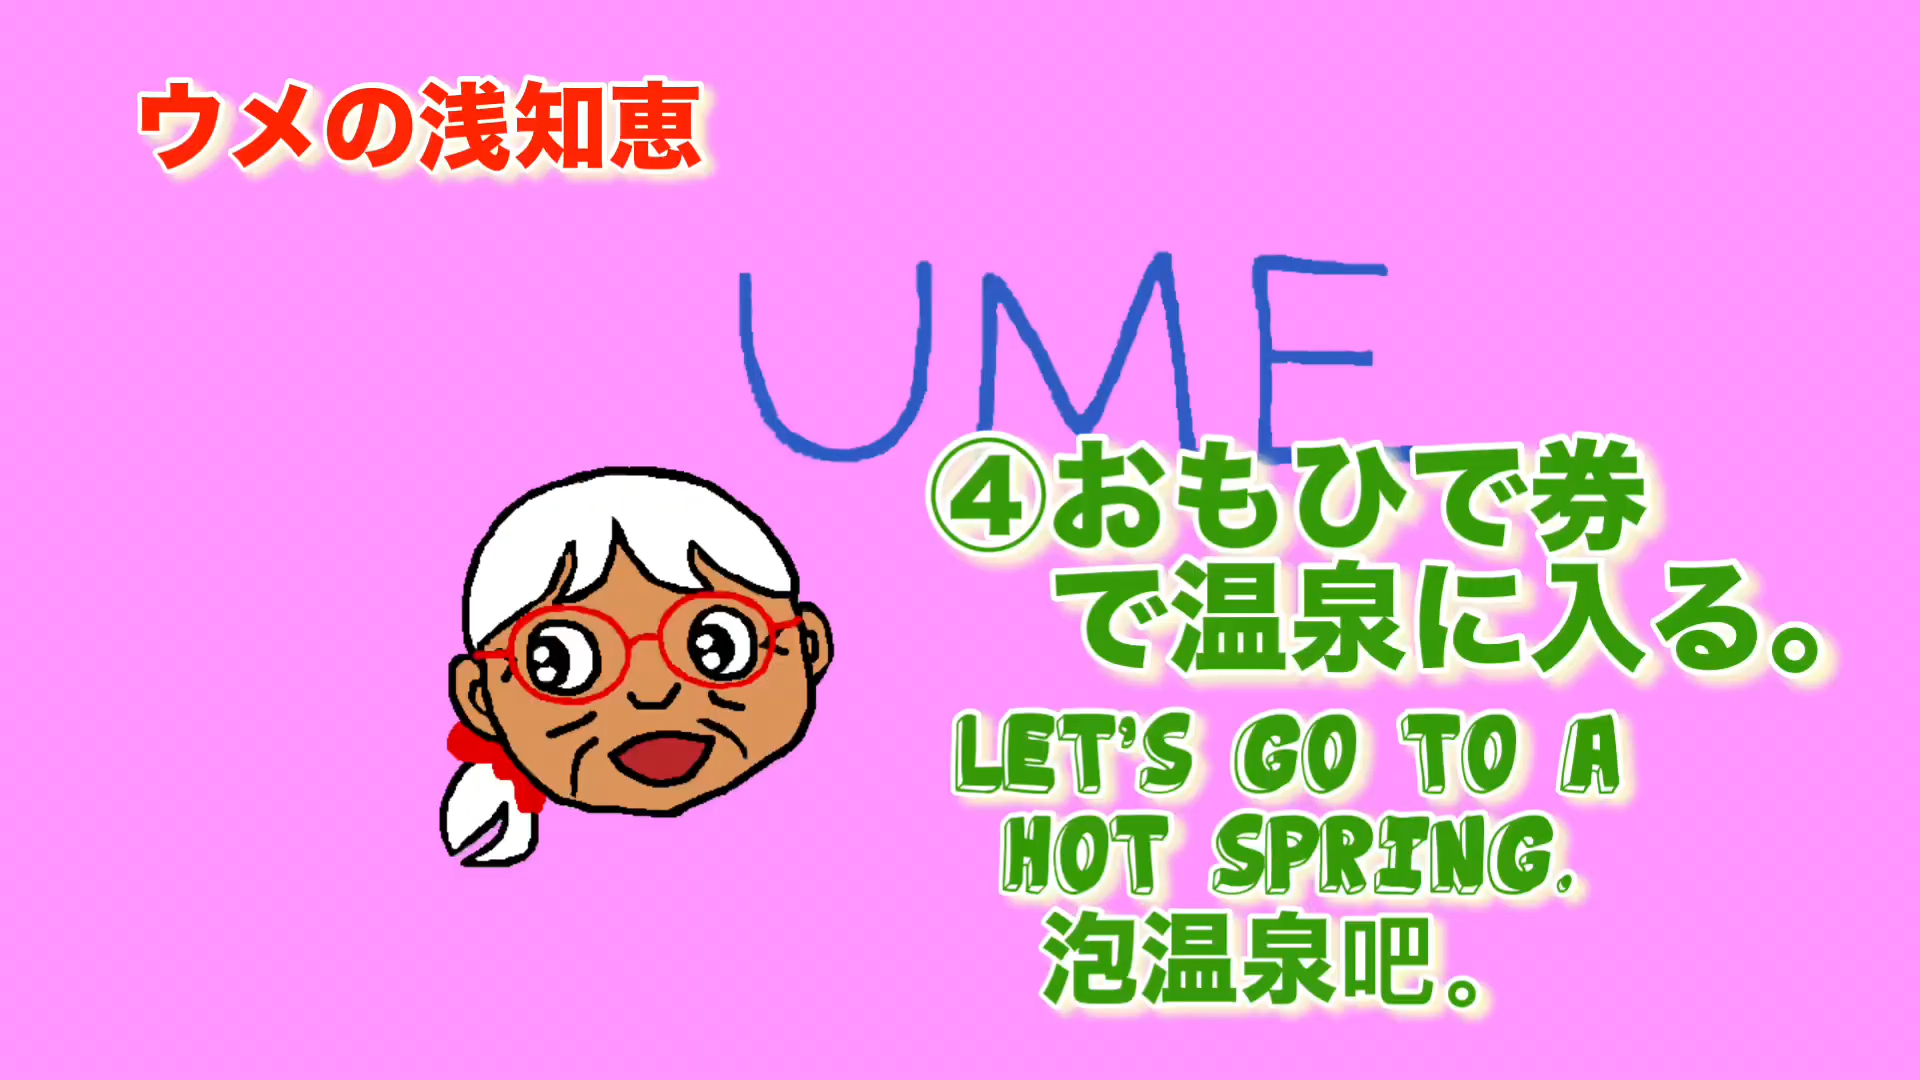 ウメの浅知恵
UME
④おもひで券
で温泉に入る。
LET'S GO TO A
HOT SPRING.
泡温泉吧。